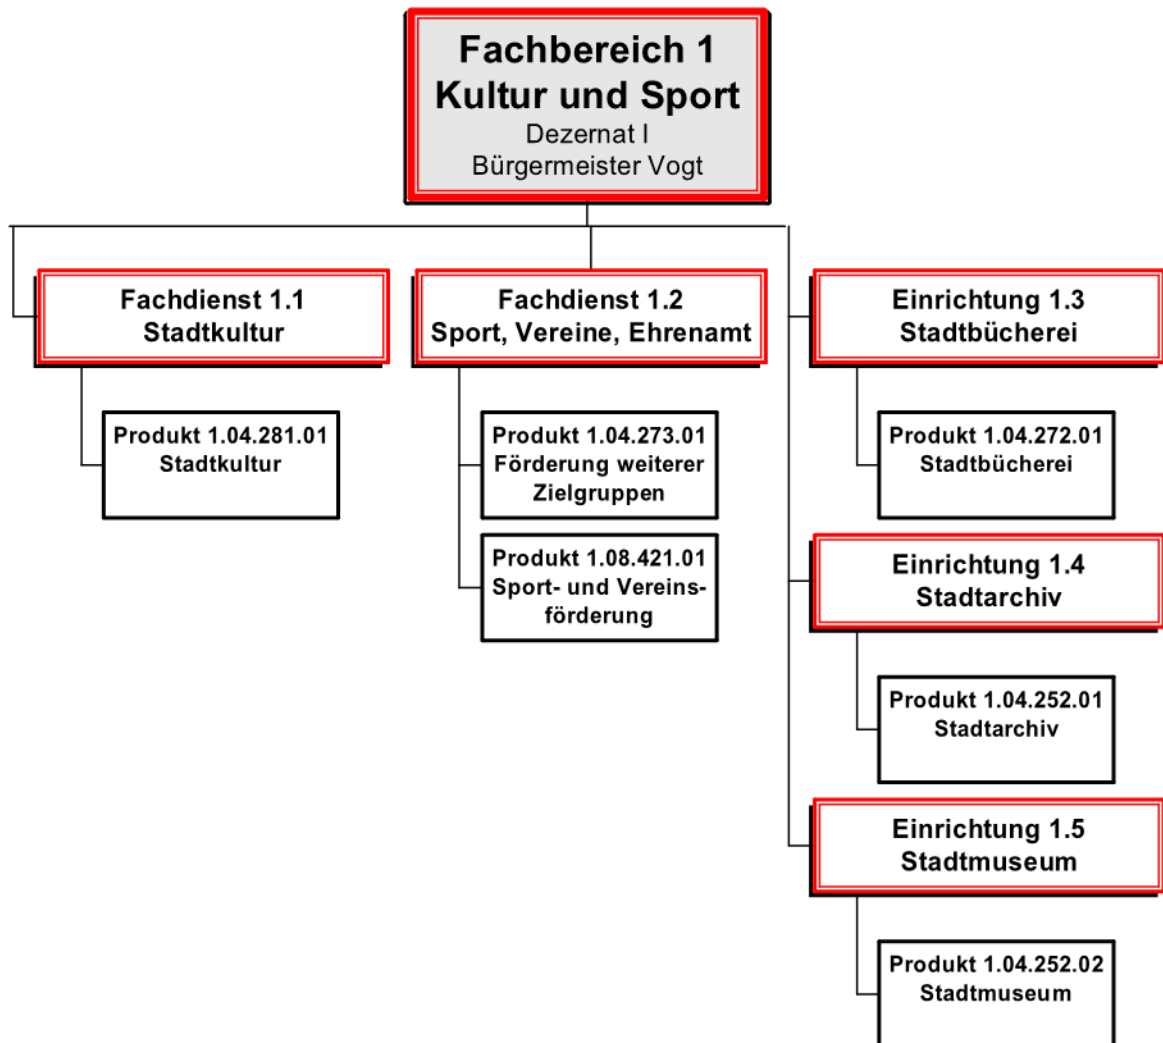 Fachbereich 1
Kultur und Sport
Dezernat I
Bürgermeister Vogt
Fachdienst 1.1
Stadtkultur
Produkt 1.04.281.01
Stadtkultur
Fachdienst 1.2
Sport, Vereine, Ehrenamt
Produkt 1.04.273.01
Förderung weiterer
Zielgruppen
Produkt 1.08.421.01
Sport- und Vereins-
förderung
Einrichtung 1.3
Stadtbücherei
Produkt 1.04.272.01
Stadtbücherei
Einrichtung 1.4
Stadtarchiv
Produkt 1.04.252.01
Stadtarchiv
Einrichtung 1.5
Stadtmuseum
Produkt 1.04.252.02
Stadtmuseum